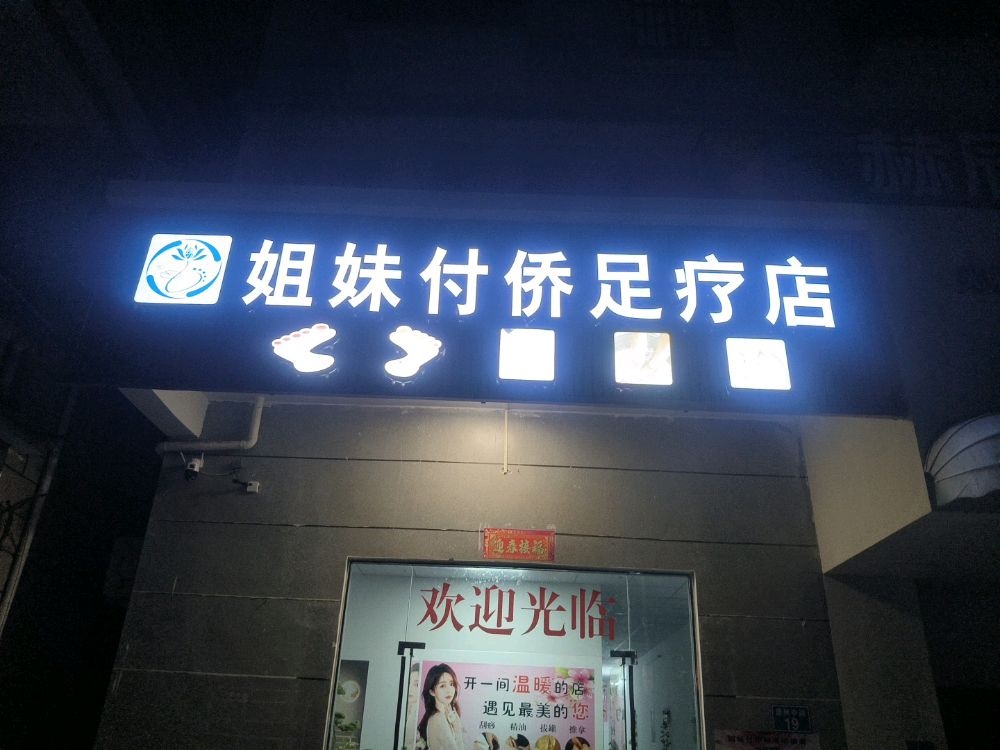 姐妹付侨足疗店
迎春接福
欢迎光临
开一间温暖的店
遇见最美的您
刮痧 精油 拔罐 推拿
19